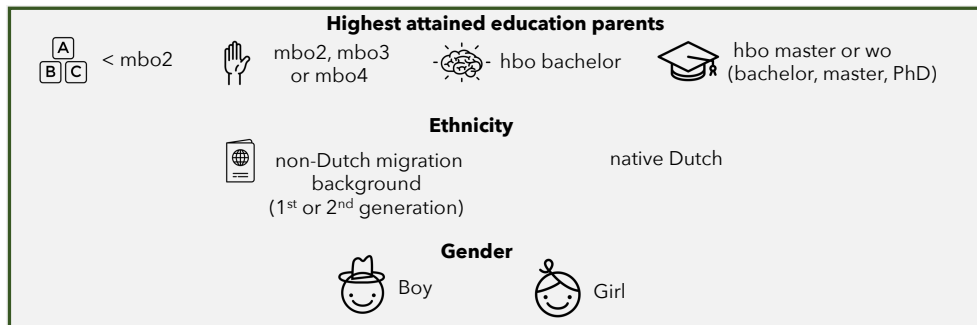 Highest attained education parents
A
B C
< mbo2
mbo2, mbo3
or mbo4
hbo bachelor
hbo master or wo
(bachelor, master, PhD)
Ethnicity
non-Dutch migration
background
(1st or 2nd generation)
native Dutch
Gender
Boy
Girl